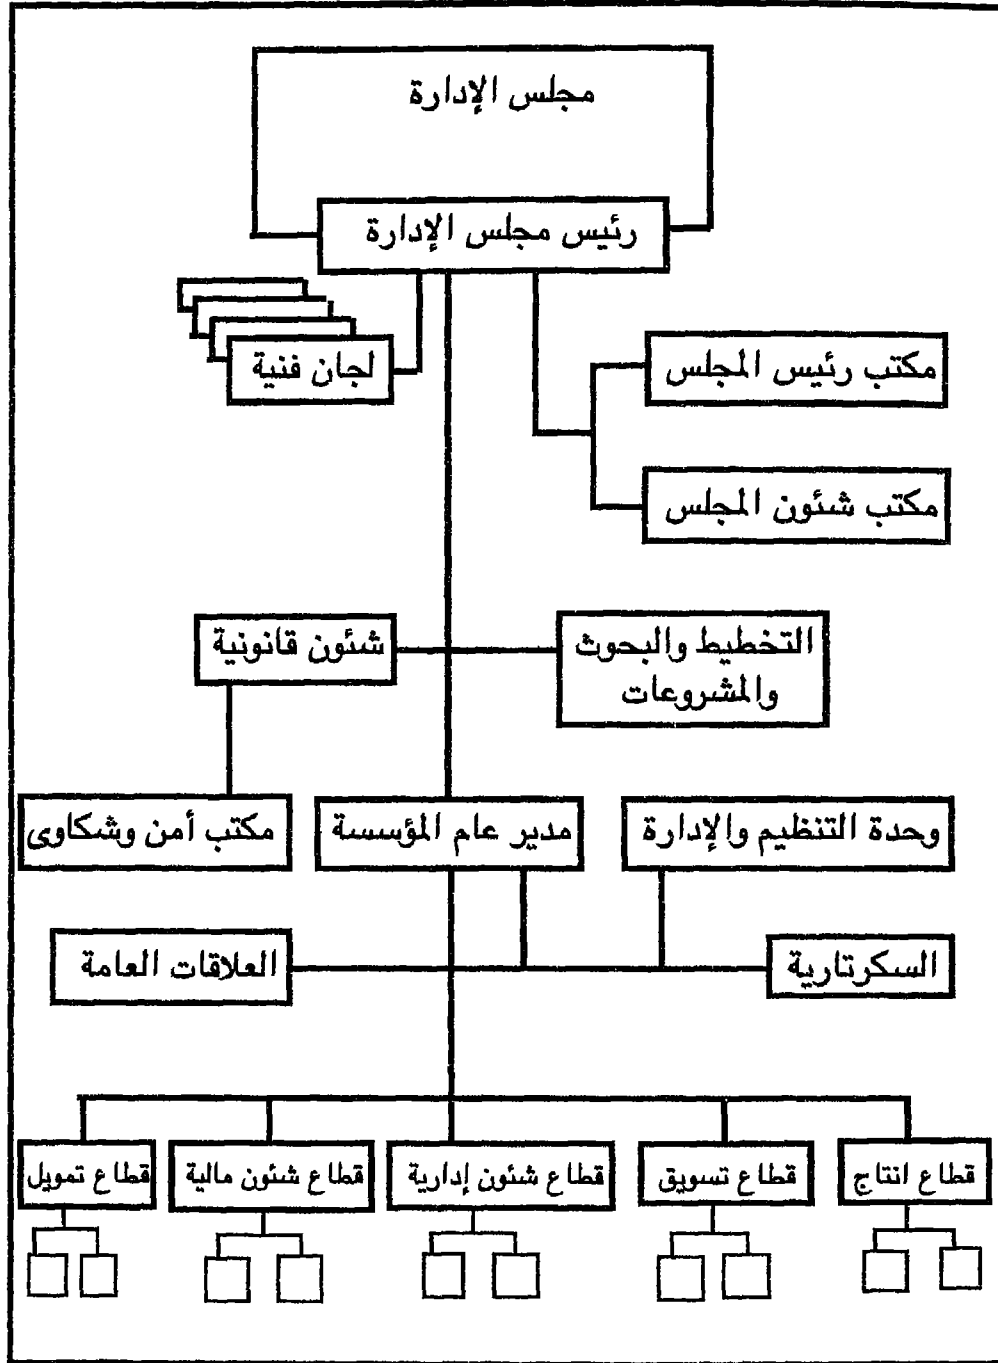 مجلس الإدارة
رئيس مجلس الإدارة
لجان فنية
مكتب رئيس المجلس
مكتب شئون المجلس
التخطيط والبحوث
والمشروعات
شئون قانونية
وحدة التنظيم والإدارة
مدير عام المؤسسة
مكتب أمن وشكاوى
السكرتارية
العلاقات العامة
قطاع انتاج
قطاع تسويق
قطاع شئون إدارية
قطاع شئون مالية
قطاع تمويل